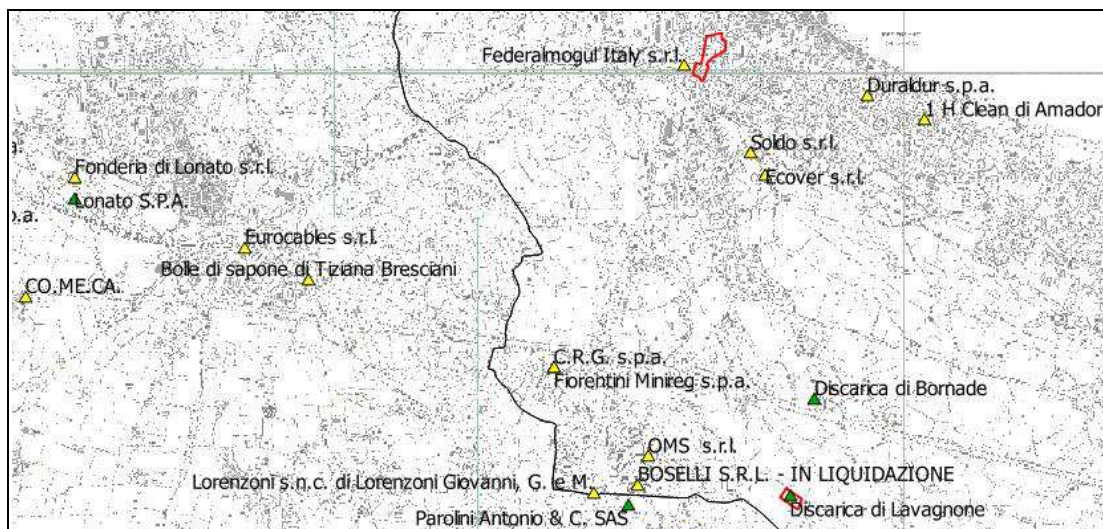 Federalmogul Italy s.r.l.
Duraldur s.p.a.
1 H Clean di Amador
Soldo s.r.l.
Ecover s.r.l.
a.
Fonderia di Lonato s.r.l.
Lonato S.P.A.
o.a.
Eurocables s.r.l.
Bolle di sapone di Tiziana Bresciani
CO.ME.CA.
C.R.G. s.p.a.
Fiorentini Minireg s.p.a.
Discarica di Bornade
OMS s.r.l.
BOSELLI S.R.L. - IN LIQUIDAZIONE
Lorenzoni s.n.c. di Lorenzoni Giovanni, G. e M.
Discarica di Lavagnone
Parolini Antonio & C. SAS